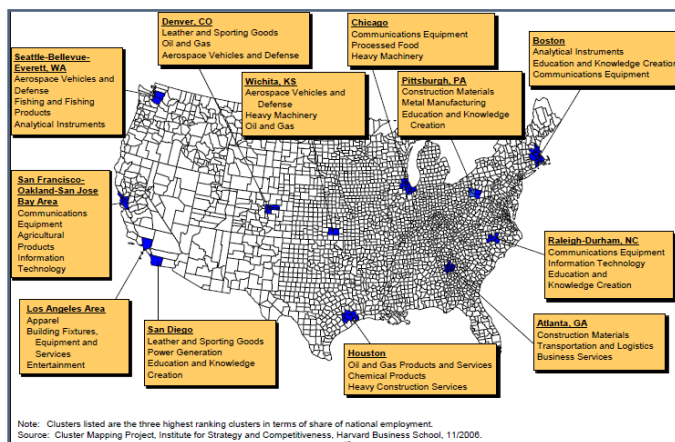 Denver, CO
Leather and Sporting Goods
Oil and Gas
Aerospace Vehicles and Defense
Chicago
Communications Equipment
Processed Food
Heavy Machinery
Boston
Analytical Instruments
Education and Knowledge Creation
Communications Equipment
Seattle-Bellevue-
Everett, WA
Aerospace Vehicles and
Defense
Fishing and Fishing
Products
Analytical Instruments
Wichita, KS
Aerospace Vehicles and
Defense
Heavy Machinery
Oil and Gas
Pittsburgh, PA
Construction Materials
Metal Manufacturing
Education and Knowledge
Creation
San Francisco-
Oakland-San Jose
Bay Area
Communications
Equipment
Agricultural
Products
Information
Technology
Raleigh-Durham, NC
Communications Equipment
Information Technology
Education and
Knowledge Creation
Los Angeles Area
Apparel
Building Fixtures,
Equipment and
Services
Entertainment
San Diego
Leather and Sporting Goods
Power Generation
Education and Knowledge
Creation
Houston
Oil and Gas Products and Services
Chemical Products
Heavy Construction Services
Atlanta, GA
Construction Materials
Transportation and Logistics
Business Services
Note: Clusters listed are the three highest ranking clusters in terms of share of national employment.
Source: Cluster Mapping Project, Institute for Strategy and Competitiveness, Harvard Business School, 11/2006.